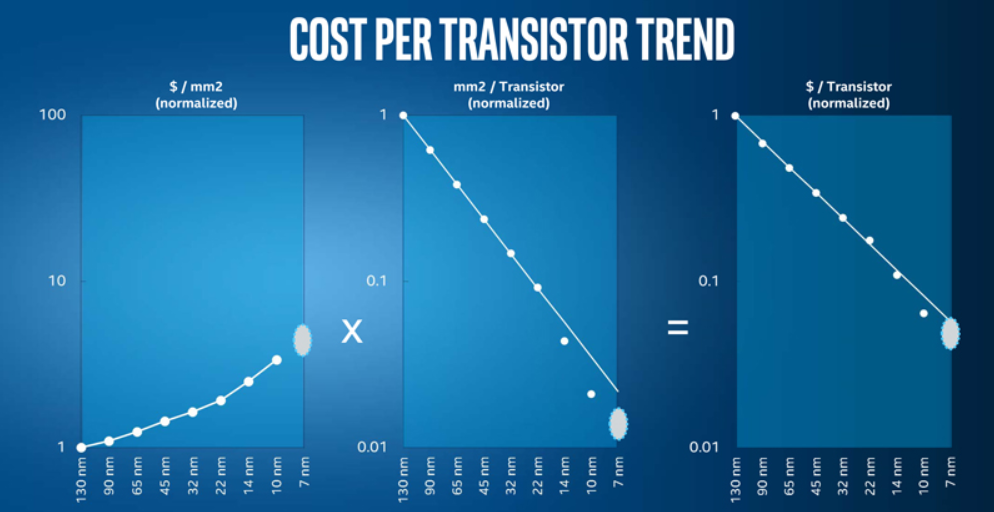 COST PER TRANSISTOR TREND
$ / mm2
(normalized)
100
10
1
130 nm
90 nm
65 nm
45 nm
32 nm
22 nm
14 nm
10 nm
7 nm
X
mm2 / Transistor
(normalized)
1
0.1
0.01
130 nm
90 nm
65 nm
45 nm
32 nm
22 nm
14 nm
10 nm
7 nm
=
$ / Transistor
(normalized)
1
0.1
0.01
130 nm
90 nm
65 nm
45 nm
32 nm
22 nm
14 nm
10 nm
7 nm